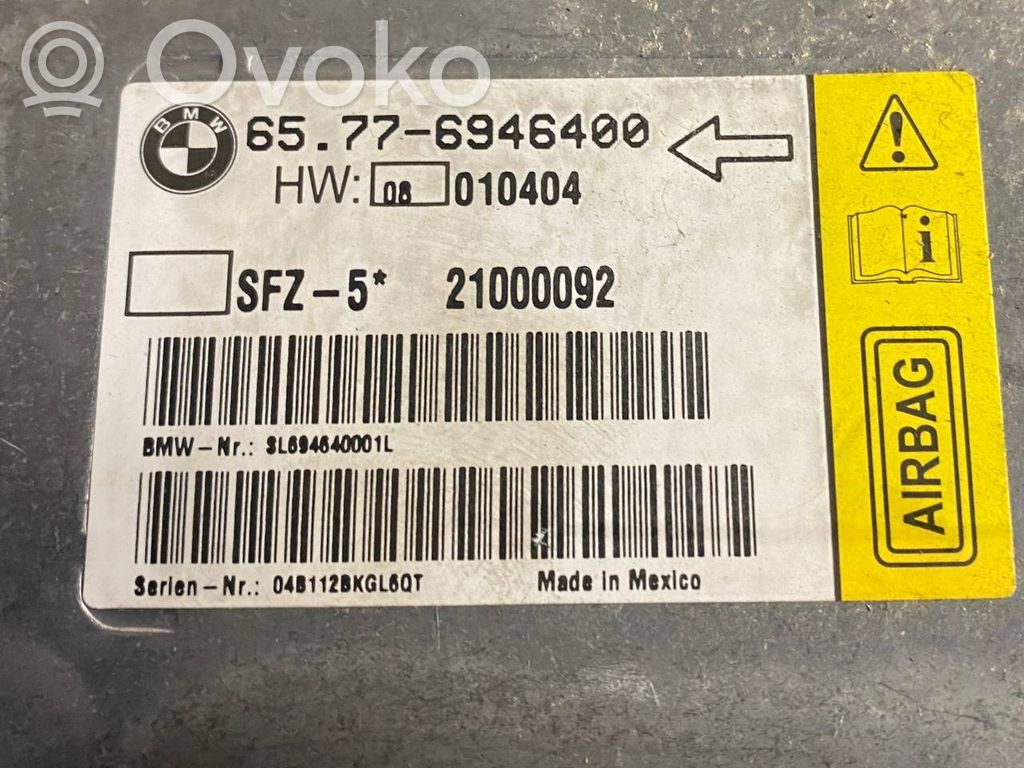 Ovoko
BMW
65.77-6946400
HW: 08 010404
SFZ-5* 21000092
BMW-Nr.: SL694640001L
Serien-Nr.: 04B112BKGL6QT Made in Mexico
i
AIRBAG